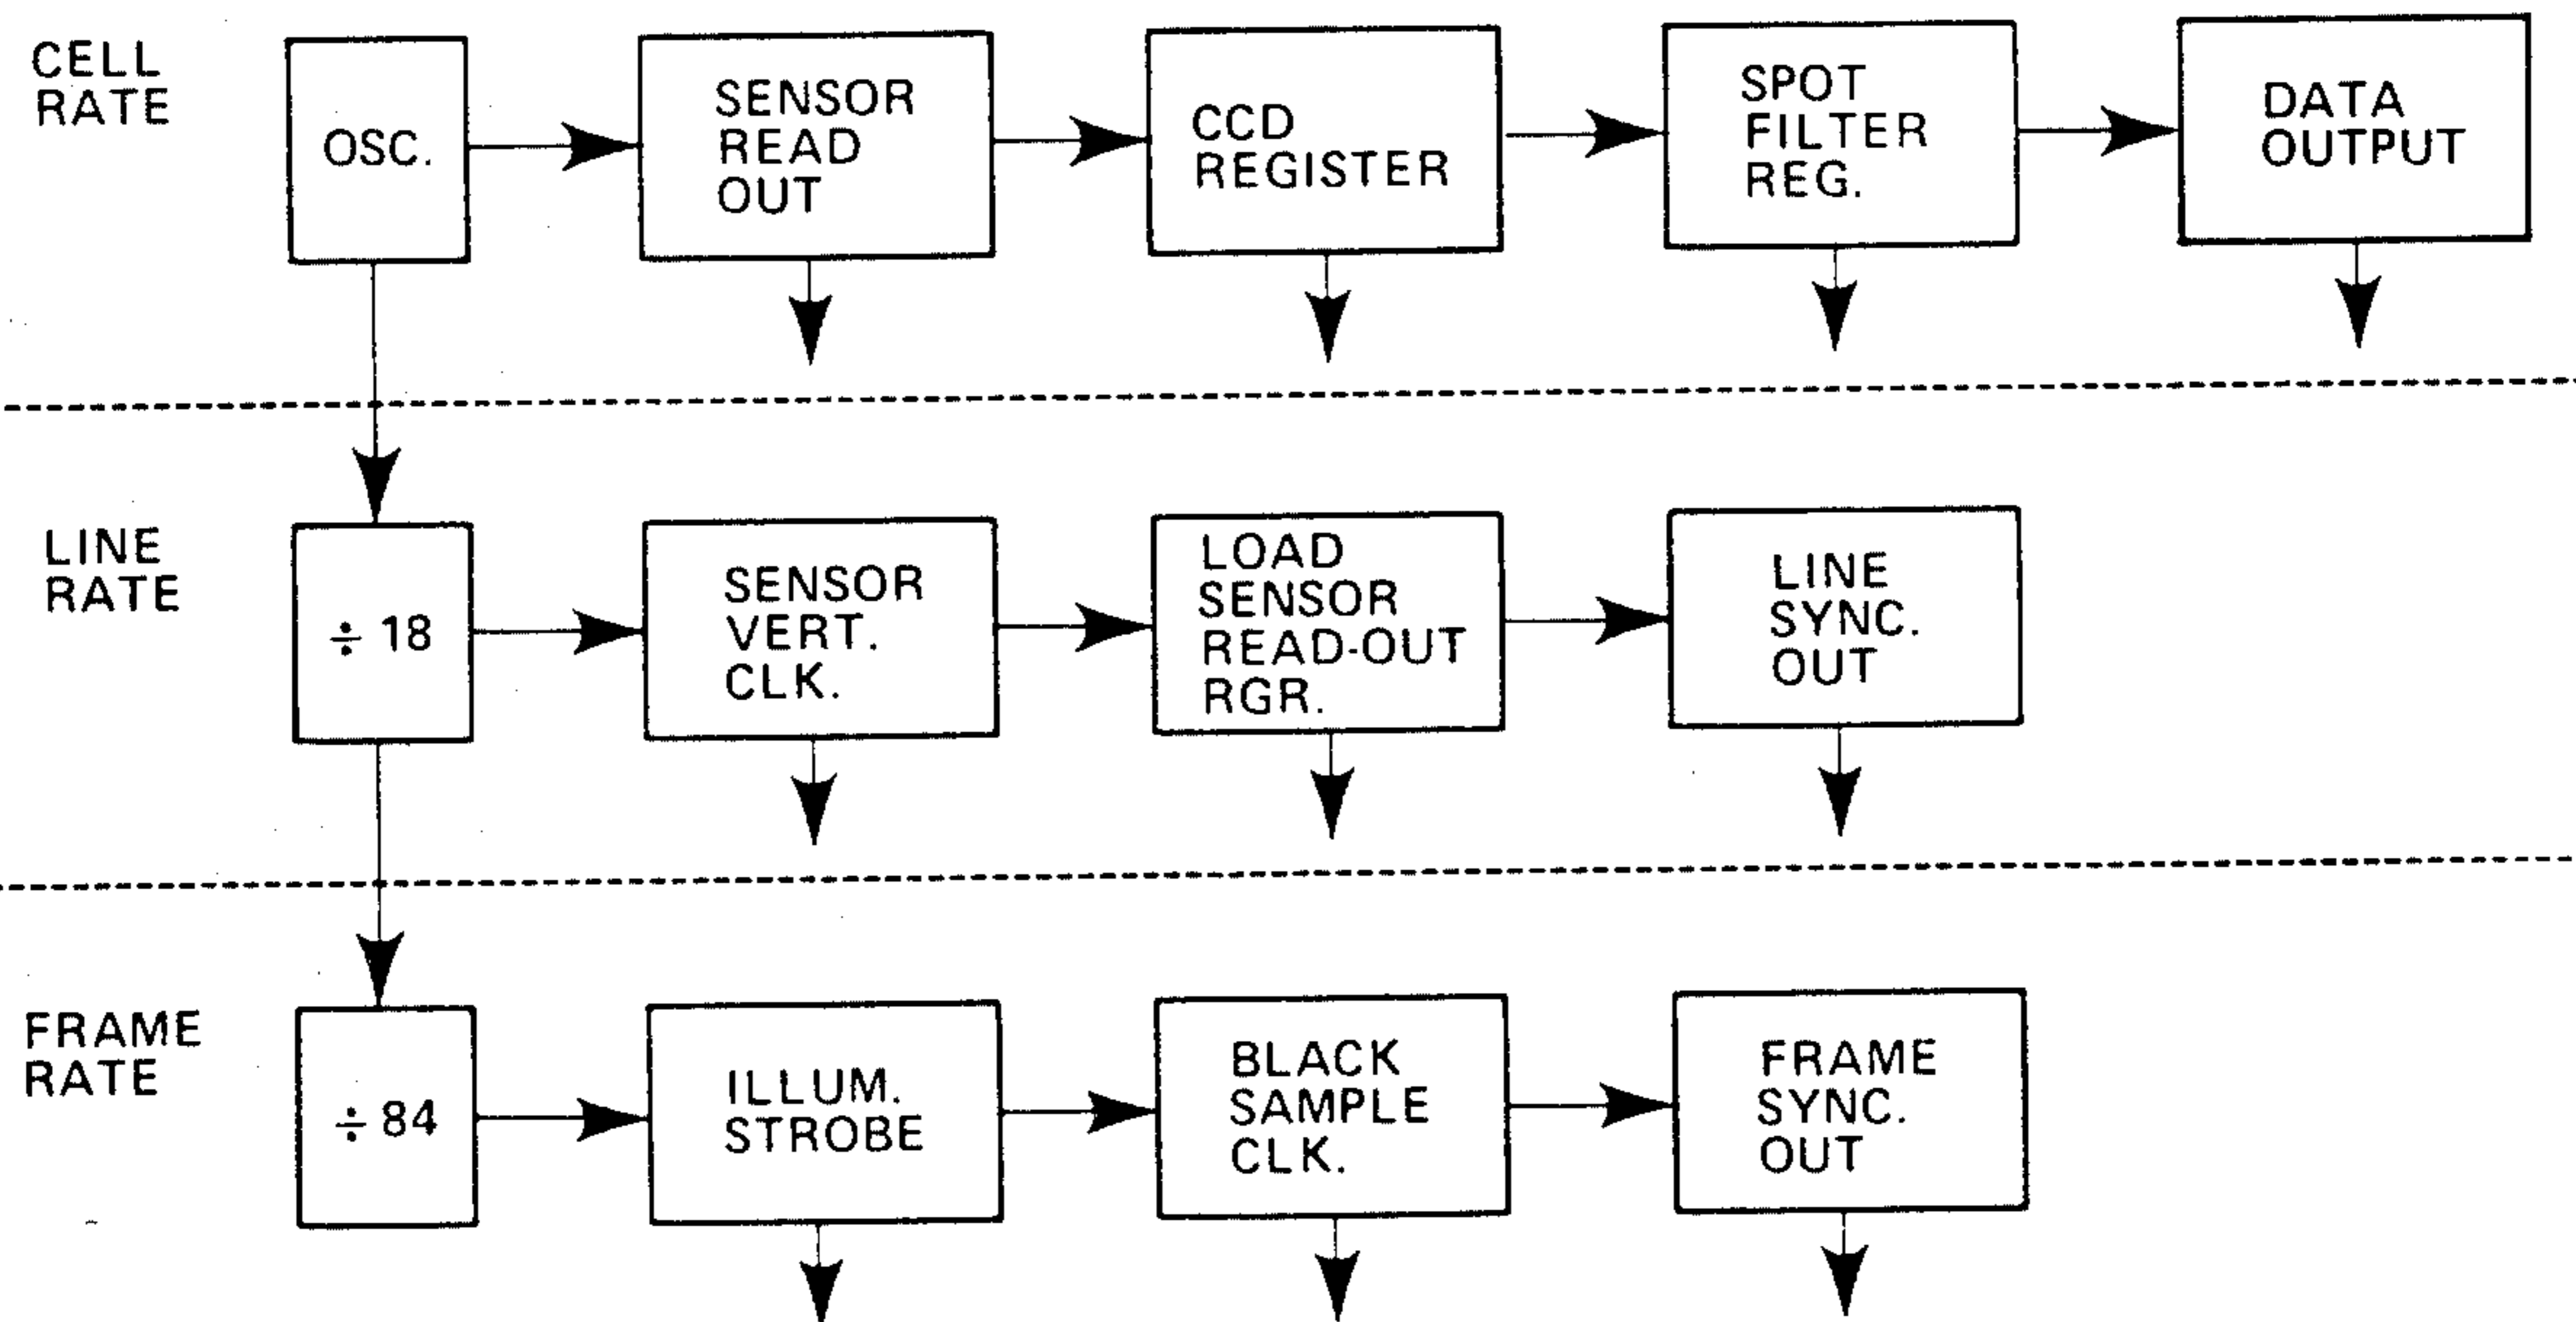 CELL
RATE
OSC.
SENSOR
READ
OUT
CCD
REGISTER
SPOT
FILTER
REG.
DATA
OUTPUT
LINE
RATE
÷ 18
SENSOR
VERT.
CLK.
LOAD
SENSOR
READ-OUT
RGR.
LINE
SYNC.
OUT
FRAME
RATE
÷ 84
ILLUM.
STROBE
BLACK
SAMPLE
CLK.
FRAME
SYNC.
OUT